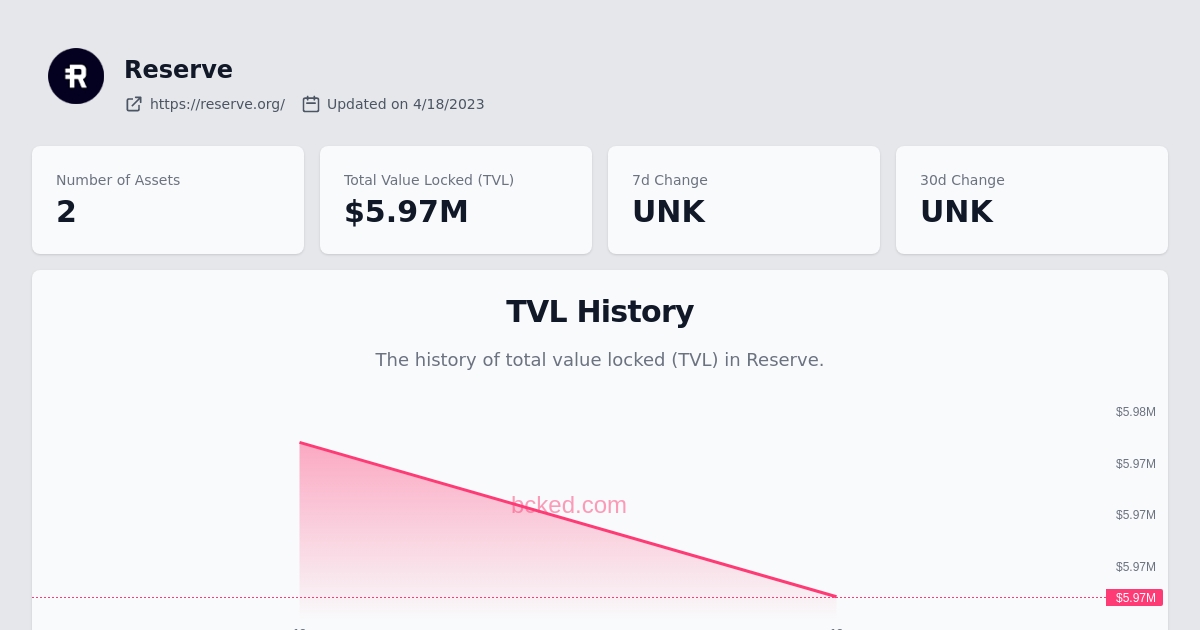 Reserve
https://reserve.org/ Updated on 4/18/2023
Number of Assets
2
Total Value Locked (TVL)
$5.97M
7d Change
UNK
30d Change
UNK
TVL History
The history of total value locked (TVL) in Reserve.
bcked.com
$5.98M
$5.97M
$5.97M
$5.97M
$5.97M